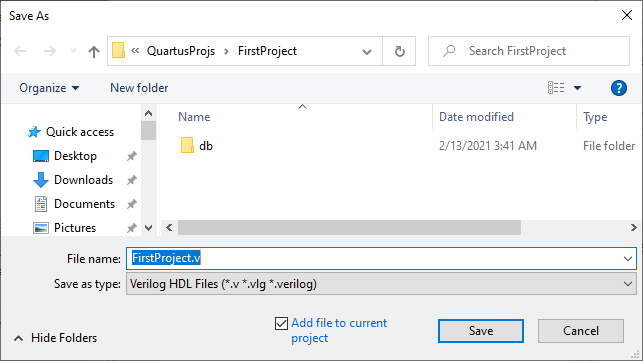 Save As
« QuartusProjs › FirstProject
Search FirstProject
Organize
New folder
?
Name
Date modified
Type
Quick access
Desktop
Downloads
Documents
Pictures
db
2/13/2021 3:41 AM
File folder
File name:
FirstProject.v
Save as type:
Verilog HDL Files (*.v *.vlg *.verilog)
Hide Folders
Add file to current
project
Save
Cancel